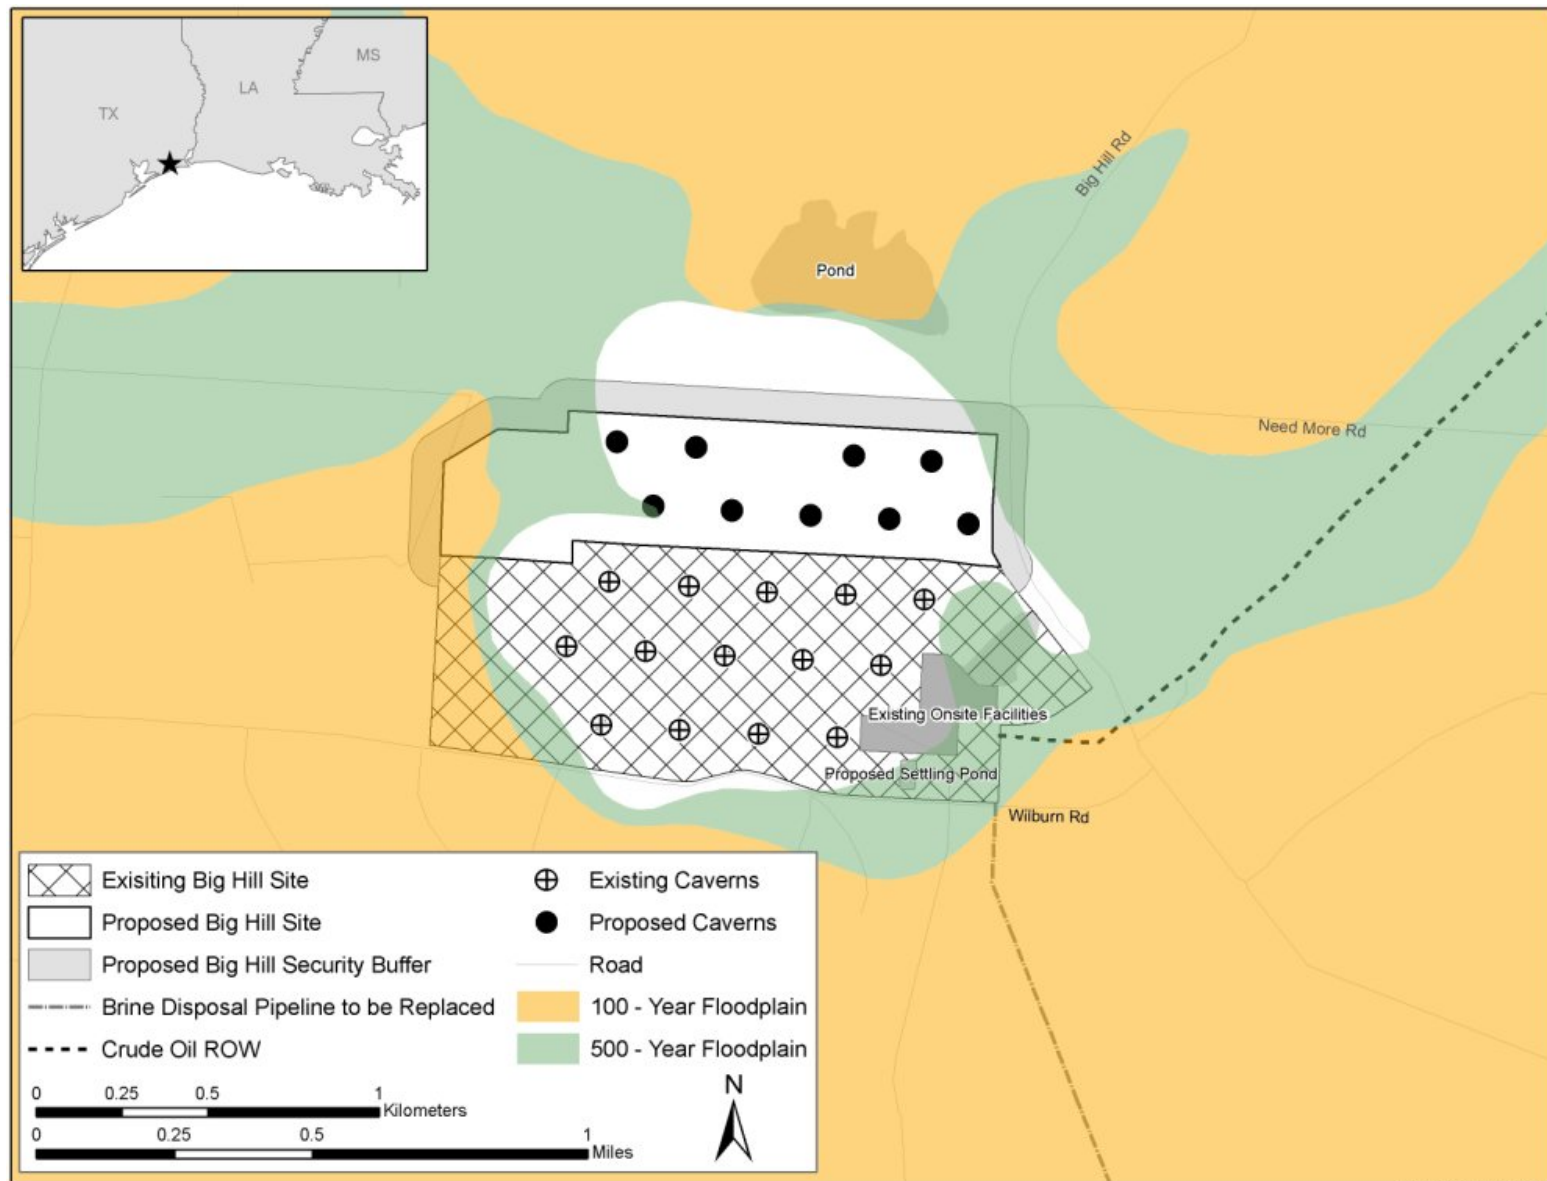 MS
LA
TX
Big Hill Rd
Pond
Need More Rd
Existing Onsite Facilities
Proposed Settling Pond
Wilburn Rd
Exisiting Big Hill Site
Proposed Big Hill Site
Proposed Big Hill Security Buffer
Brine Disposal Pipeline to be Replaced
Crude Oil ROW
Existing Caverns
Proposed Caverns
Road
100 - Year Floodplain
500 - Year Floodplain
0 0.25 0.5 1
Kilometers
0 0.25 0.5 1
Miles
N